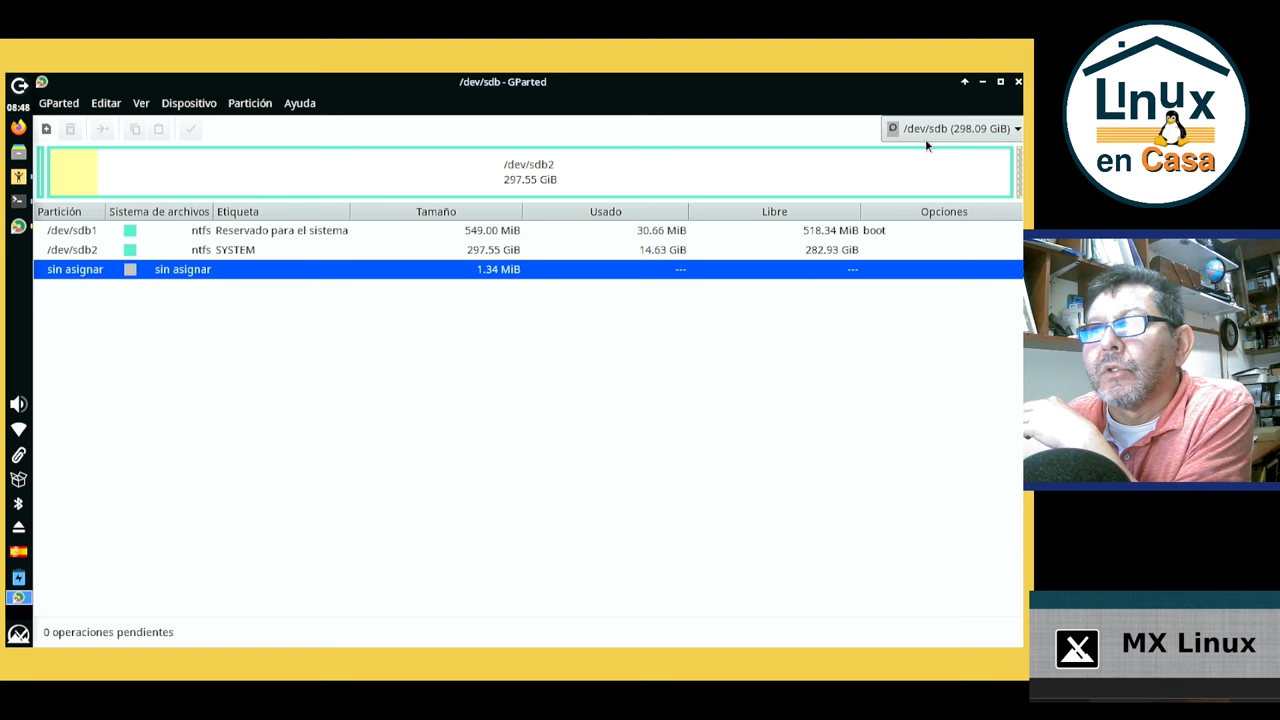 /dev/sdb - GParted
08:48
GParted Editar Ver Dispositivo Partición Ayuda
/dev/sdb (298.09 GiB)
/dev/sdb2
297.55 GiB
Partición Sistema de archivos Etiqueta Tamaño Usado Libre Opciones
/dev/sdb1 ntfs Reservado para el sistema 549.00 MiB 30.66 MiB 518.34 MiB boot
/dev/sdb2 ntfs SYSTEM 297.55 GiB 14.63 GiB 282.93 GiB
sin asignar sin asignar 1.34 MiB --- ---
0 operaciones pendientes
Linux
en Casa
MX Linux